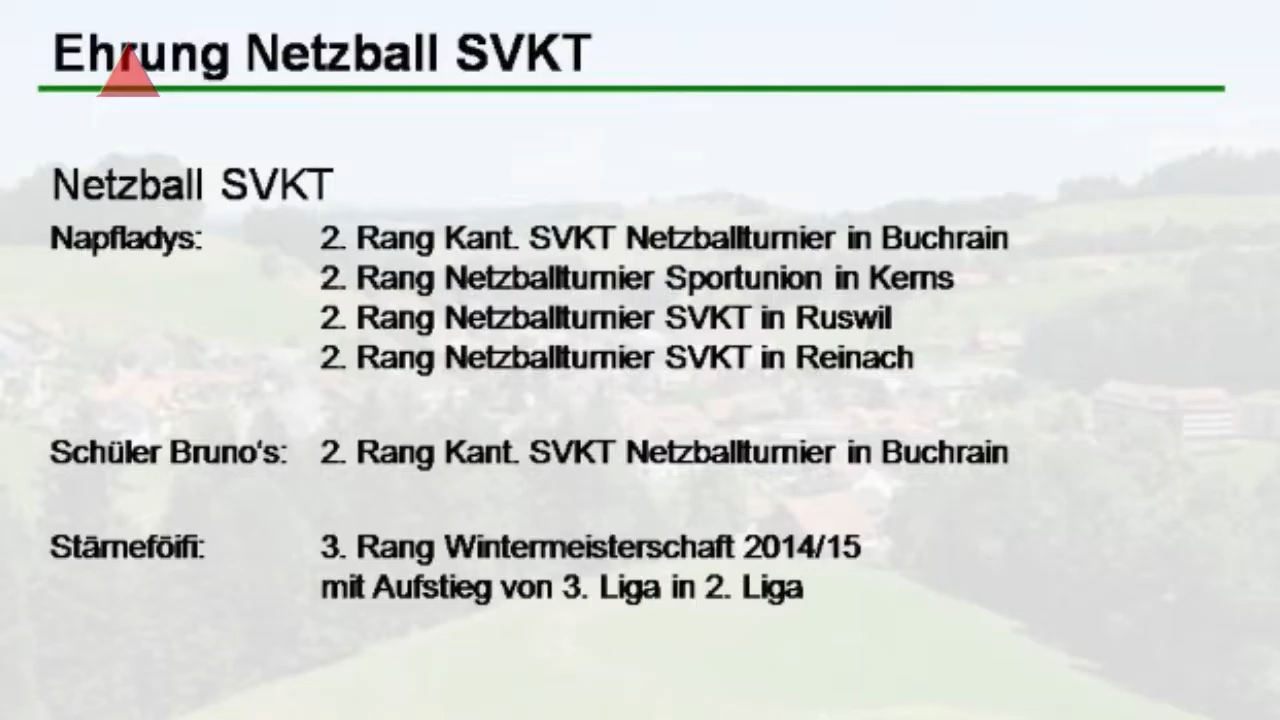 Ehrung Netzball SVKT
Netzball SVKT
Napfladys: 2. Rang Kant. SVKT Netzballturnier in Buchrain
2. Rang Netzballturnier Sportunion in Kerns
2. Rang Netzballturnier SVKT in Ruswil
2. Rang Netzballturnier SVKT in Reinach
Schüler Bruno's: 2. Rang Kant. SVKT Netzballturnier in Buchrain
Stärneföifi: 3. Rang Wintermeisterschaft 2014/15
mit Aufstieg von 3. Liga in 2. Liga